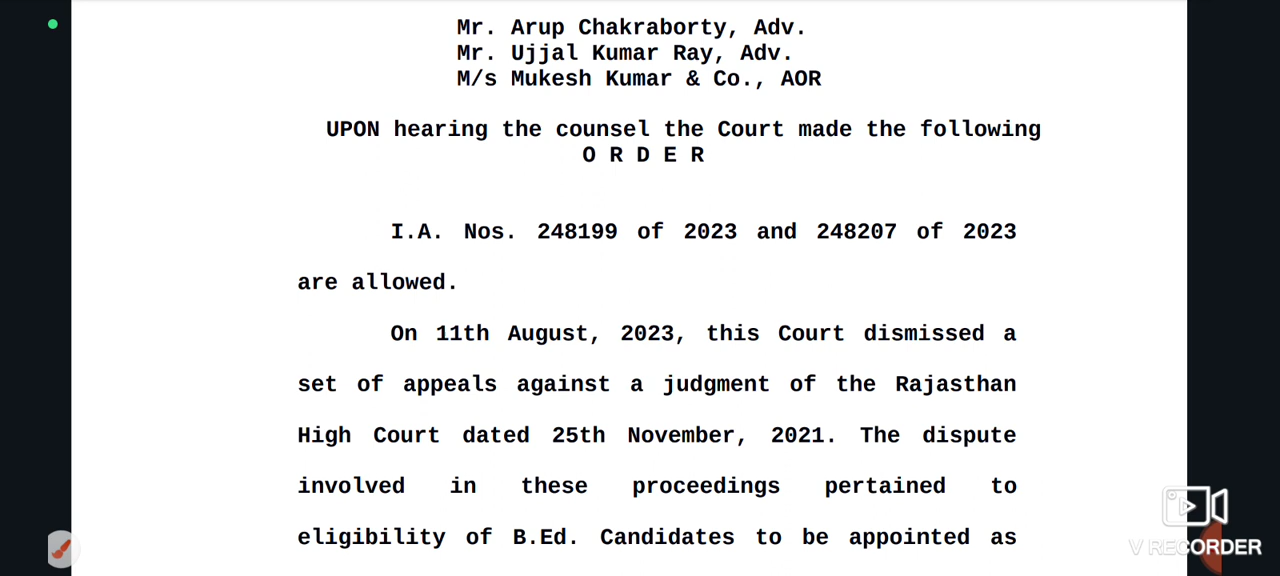 Mr. Arup Chakraborty, Adv.
Mr. Ujjal Kumar Ray, Adv.
M/s Mukesh Kumar & Co., AOR
UPON hearing the counsel the Court made the following
O R D E R
I.A. Nos. 248199 of 2023 and 248207 of 2023
are allowed.
On 11th August, 2023, this Court dismissed a
set of appeals against a judgment of the Rajasthan
High Court dated 25th November, 2021. The dispute
involved in these proceedings pertained to
eligibility of B.Ed. Candidates to be appointed as
V RECORDER